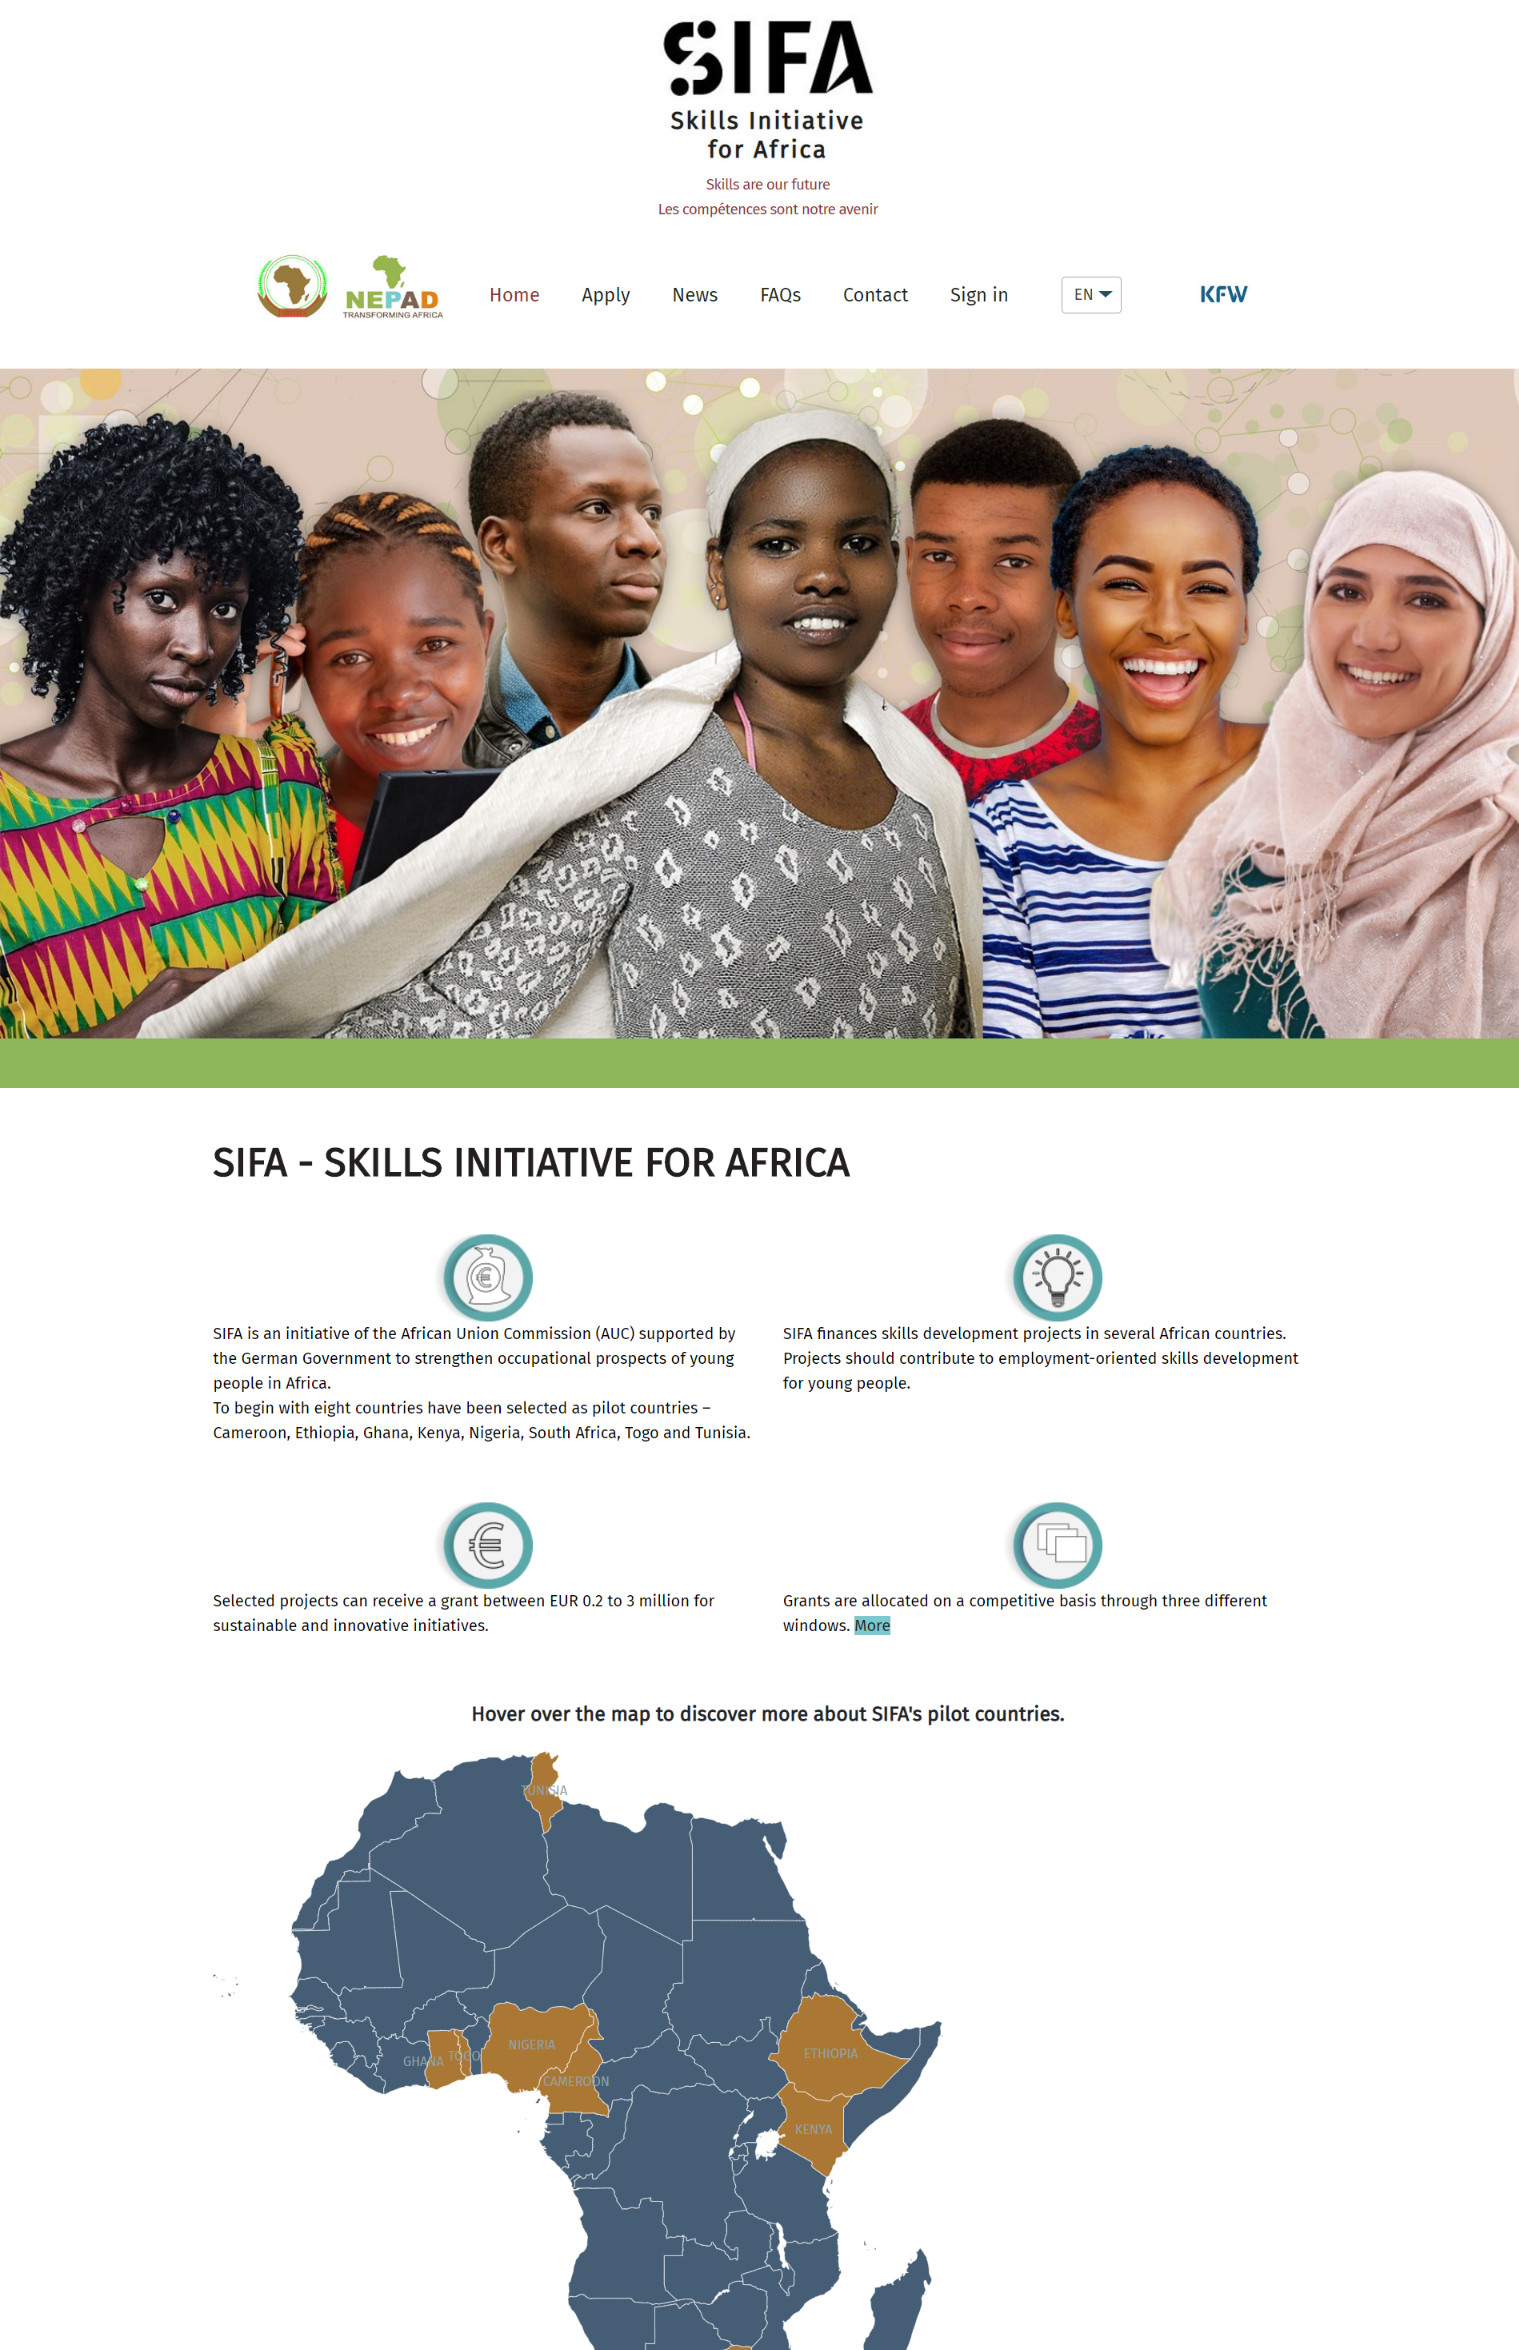 SIFA
Skills Initiative
for Africa
Skills are our future
Les compétences sont notre avenir
NEPAD
TRANSFORMING AFRICA
Home
Apply
News
FAQs
Contact
Sign in
EN
KFW
SIFA - SKILLS INITIATIVE FOR AFRICA
SIFA is an initiative of the African Union Commission (AUC) supported by
the German Government to strengthen occupational prospects of young
people in Africa.
To begin with eight countries have been selected as pilot countries –
Cameroon, Ethiopia, Ghana, Kenya, Nigeria, South Africa, Togo and Tunisia.
SIFA finances skills development projects in several African countries.
Projects should contribute to employment-oriented skills development
for young people.
€
€
Selected projects can receive a grant between EUR 0.2 to 3 million for
sustainable and innovative initiatives.
Grants are allocated on a competitive basis through three different
windows. More
Hover over the map to discover more about SIFA's pilot countries.
TUNISIA
NIGERIA
GHANA
TOGO
CAMEROON
ETHIOPIA
KENYA